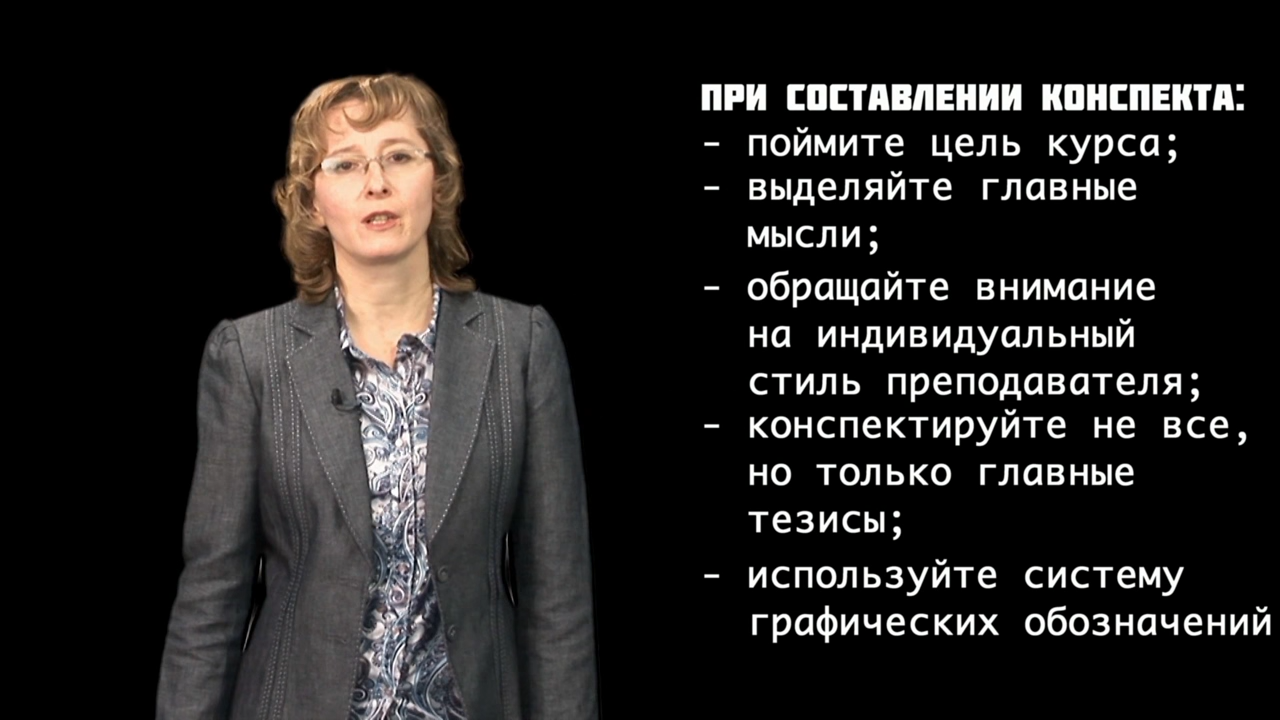 ПРИ СОСТАВЛЕНИИ КОНСПЕКТА:
- поймите цель курса;
- выделяйте главные
мысли;
- обращайте внимание
на индивидуальный
стиль преподавателя;
- конспектируйте не все,
но только главные
тезисы;
- используйте систему
графических обозначений